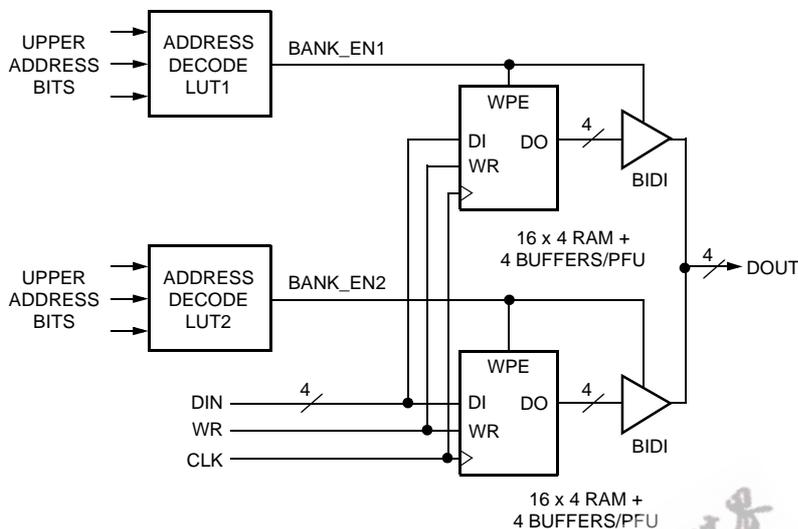 UPPER
ADDRESS
BITS
ADDRESS
DECODE
LUT1
BANK_EN1
WPE
DI
DO
WR
4
BIDI
16 x 4 RAM +
4 BUFFERS/PFU
4
DOUT
UPPER
ADDRESS
BITS
ADDRESS
DECODE
LUT2
BANK_EN2
WPE
DI
DO
WR
4
BIDI
DIN
4
WR
CLK
16 x 4 RAM +
4 BUFFERS/PFU